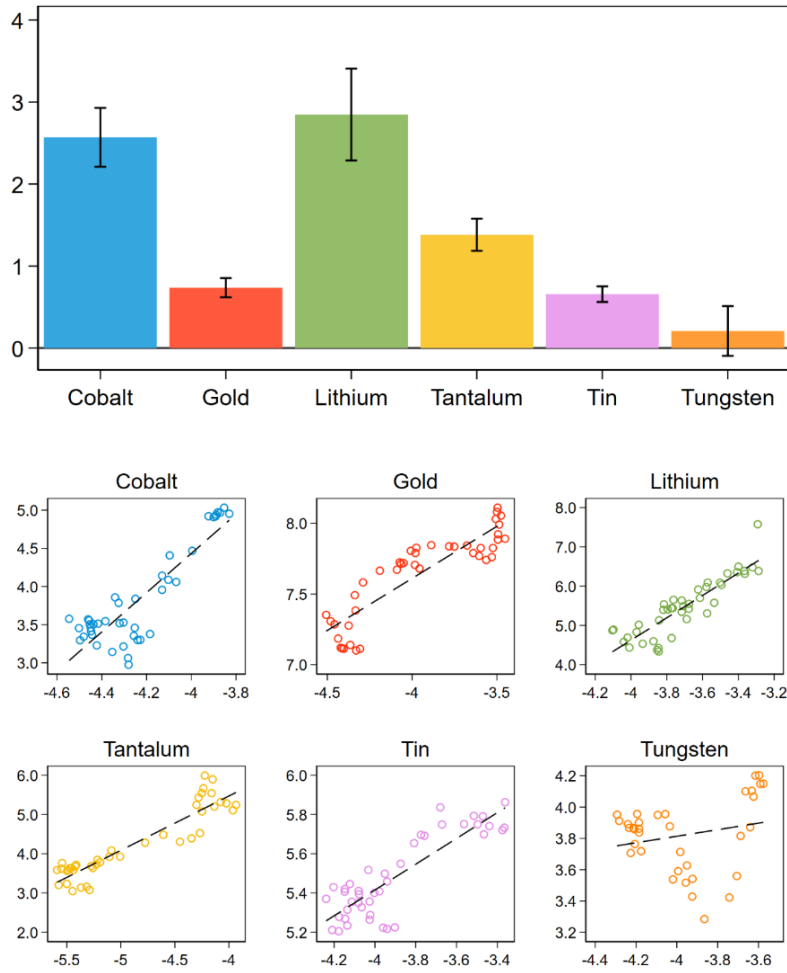 4
3
2
1
0
Cobalt Gold Lithium Tantalum Tin Tungsten
Cobalt
5.0
4.5
4.0
3.5
3.0
-4.6 -4.4 -4.2 -4 -3.8
Gold
8.0
7.5
7.0
-4.5 -4 -3.5
Lithium
8.0
7.0
6.0
5.0
4.0
-4.2 -4 -3.8 -3.6 -3.4 -3.2
Tantalum
6.0
5.0
4.0
3.0
2.0
-5.5 -5 -4.5 -4
Tin
6.0
5.8
5.6
5.4
5.2
-4.2 -4 -3.8 -3.6 -3.4
Tungsten
4.2
4.0
3.8
3.6
3.4
3.2
-4.4 -4.2 -4 -3.8 -3.6